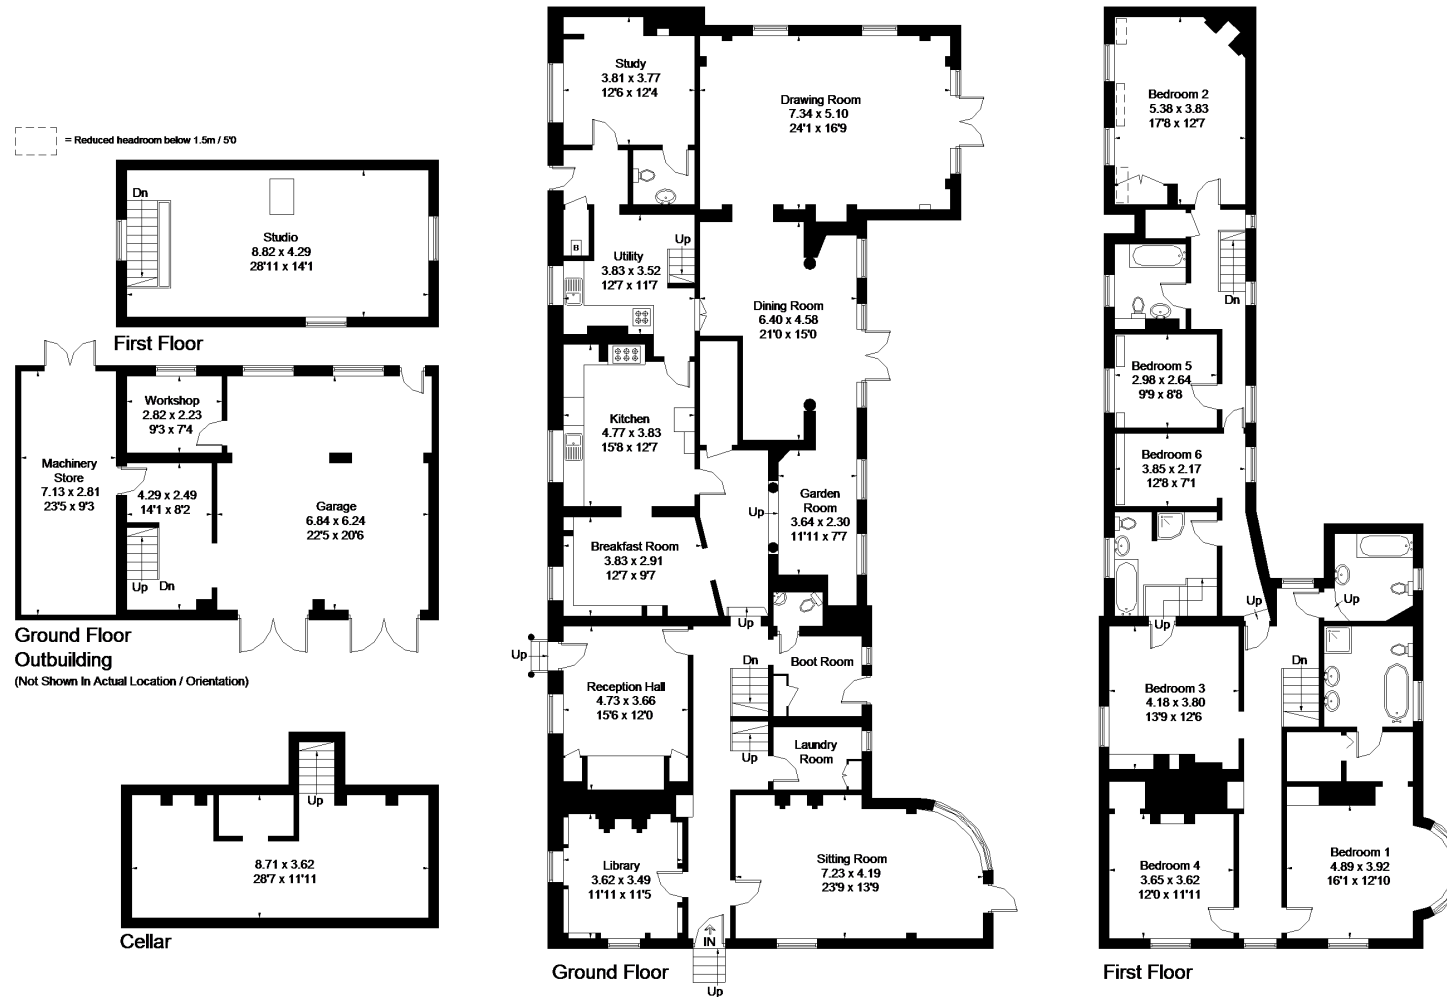 = Reduced headroom below 1.5m / 5'0
Dn
Studio
8.82 x 4.29
28'11 x 14'1
First Floor
Workshop
2.82 x 2.23
9'3 x 7'4
Machinery
Store
7.13 x 2.81
23'5 x 9'3
4.29 x 2.49
14'1 x 8'2
Garage
6.84 x 6.24
22'5 x 20'6
Up
Dn
Ground Floor
Outbuilding
(Not Shown In Actual Location / Orientation)
Up
8.71 x 3.62
28'7 x 11'11
Cellar
Study
3.81 x 3.77
12'6 x 12'4
Drawing Room
7.34 x 5.10
24'1 x 16'9
B
Utility
3.83 x 3.52
12'7 x 11'7
Up
Dining Room
6.40 x 4.58
21'0 x 15'0
Kitchen
4.77 x 3.83
15'8 x 12'7
Up
Garden
Room
3.64 x 2.30
11'11 x 7'7
Breakfast Room
3.83 x 2.91
12'7 x 9'7
Up
Up
Boot Room
Dn
Reception Hall
4.73 x 3.66
15'6 x 12'0
Up
Laundry
Room
Library
3.62 x 3.49
11'11 x 11'5
Sitting Room
7.23 x 4.19
23'9 x 13'9
IN
Up
Ground Floor
Bedroom 2
5.38 x 3.83
17'8 x 12'7
Dn
Bedroom 5
2.98 x 2.64
9'9 x 8'8
Bedroom 6
3.85 x 2.17
12'8 x 7'1
Up
Up
Up
Dn
Bedroom 3
4.18 x 3.80
13'9 x 12'6
Bedroom 4
3.65 x 3.62
12'0 x 11'11
Bedroom 1
4.89 x 3.92
16'1 x 12'10
First Floor